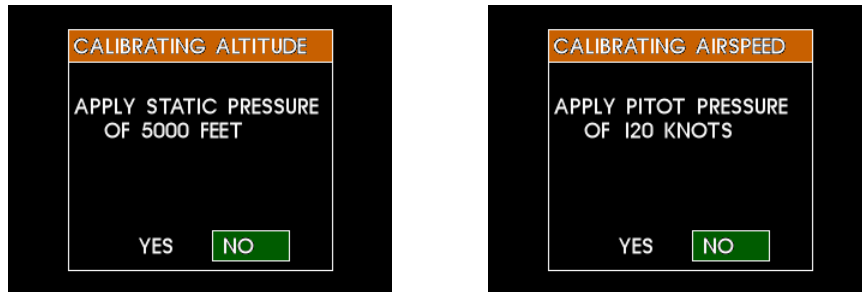 CALIBRATING ALTITUDE
APPLY STATIC PRESSURE
OF 5000 FEET
YES NO
CALIBRATING AIRSPEED
APPLY PITOT PRESSURE
OF 120 KNOTS
YES NO